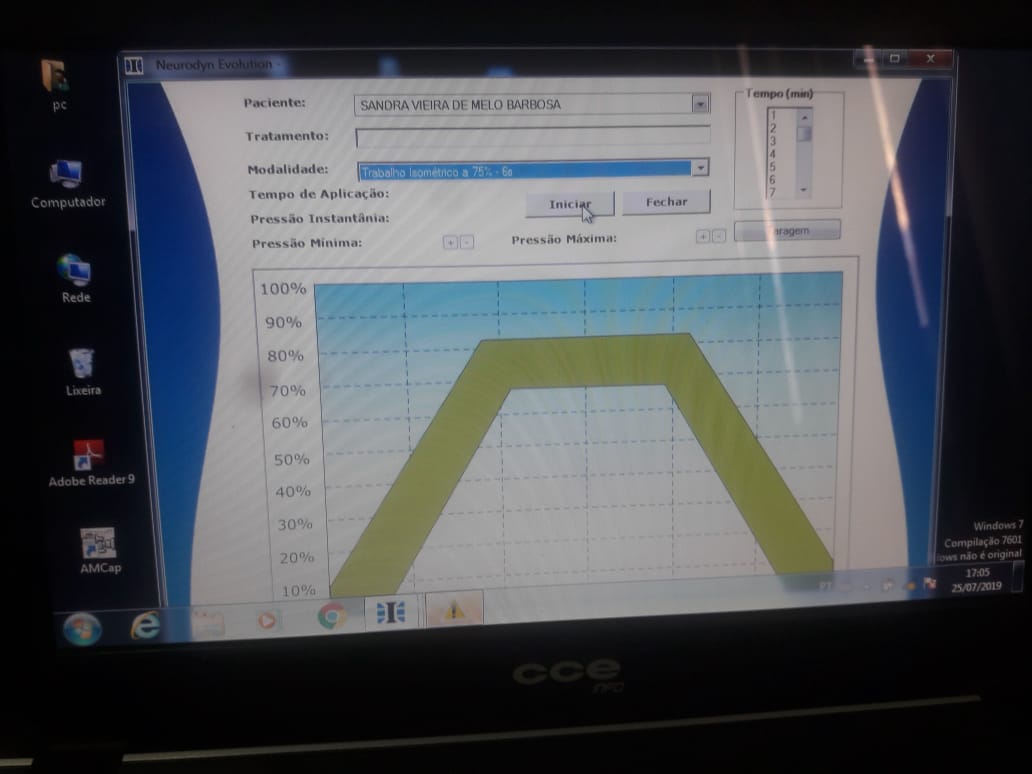 Neurodyn Evolution -
pc
Computador
Rede
Lixeira
Adobe Reader 9
AMCap
Paciente:
SANDRA VIEIRA DE MELO BARBOSA
Tratamento:
Modalidade:
Trabalho Isométrico a 75% - 6s
Tempo de Aplicação:
Iniciar
Fechar
Pressão Instantânia:
Pressão Mínima:
+ -
Pressão Máxima:
+ -
Tempo (min)
1
2
3
4
5
6
7
100%
90%
80%
70%
60%
50%
40%
30%
20%
10%
Windows 7
Compilação 7601
não é original
PT
17:05
25/07/2019
cce
info